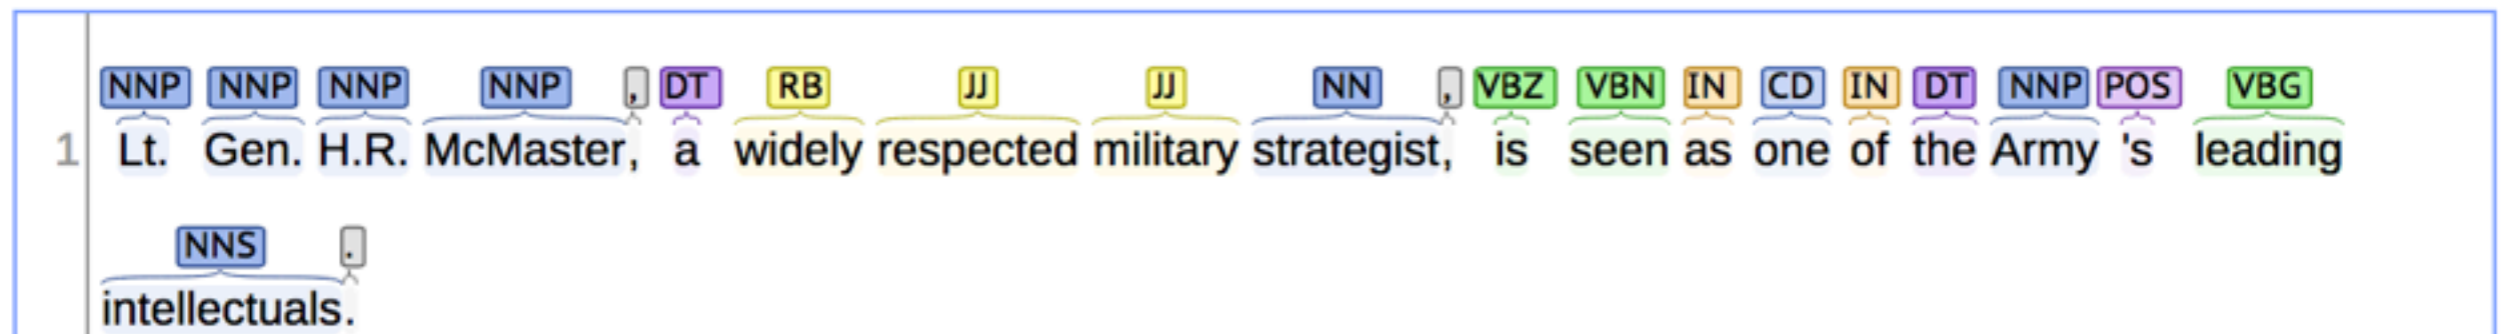 NNP NNP NNP NNP , DT RB JJ JJ NN , VBZ VBN IN CD IN DT NNP POS VBG
1 Lt. Gen. H.R. McMaster, a widely respected military strategist, is seen as one of the Army 's leading
NNS .
intellectuals.